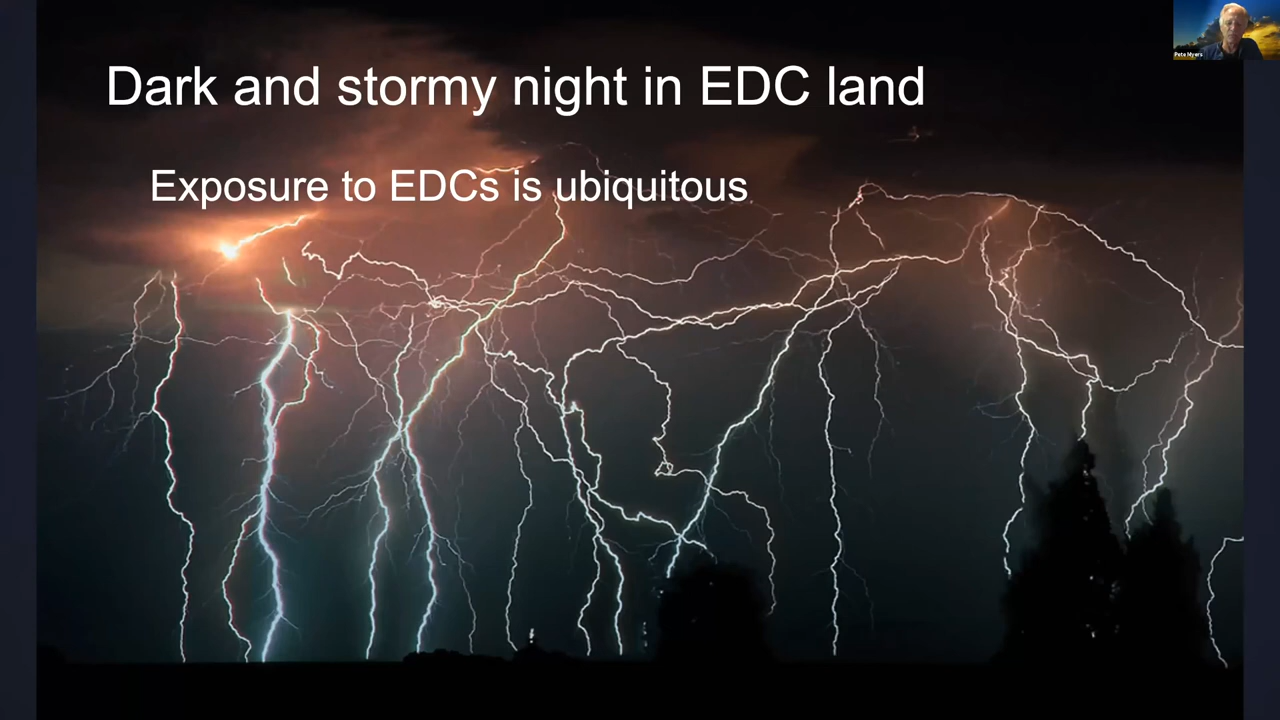 Dark and stormy night in EDC land
Exposure to EDCs is ubiquitous
Pete Myers